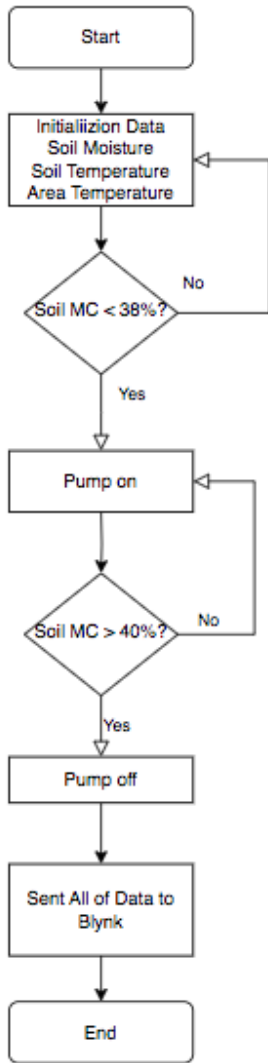 Start
Initialiizion Data
Soil Moisture
Soil Temperature
Area Temperature
Soil MC < 38%?
No
Yes
Pump on
Soil MC > 40%?
No
Yes
Pump off
Sent All of Data to
Blynk
End